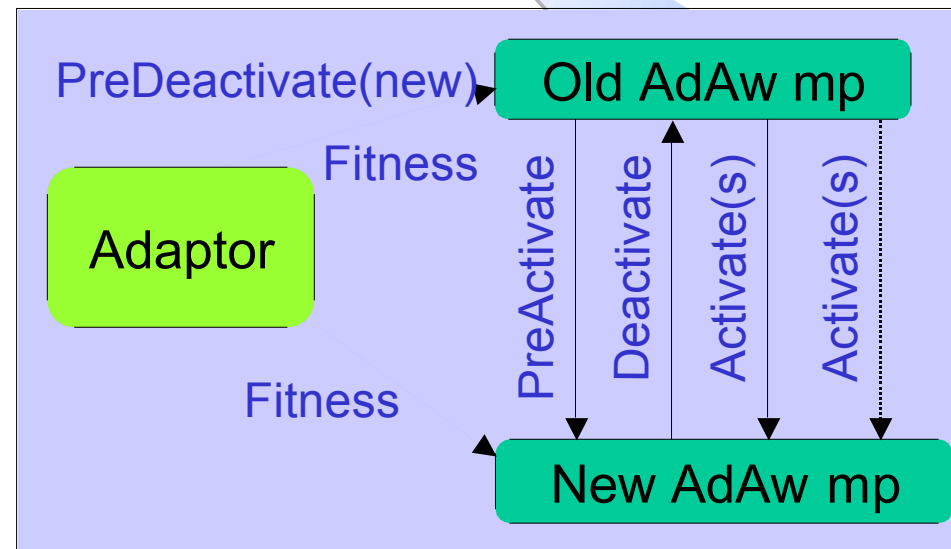 PreDeactivate(new)
Old AdAw mp
Fitness
Adaptor
PreActivate
Deactivate
Activate(s)
Activate(s)
Fitness
New AdAw mp